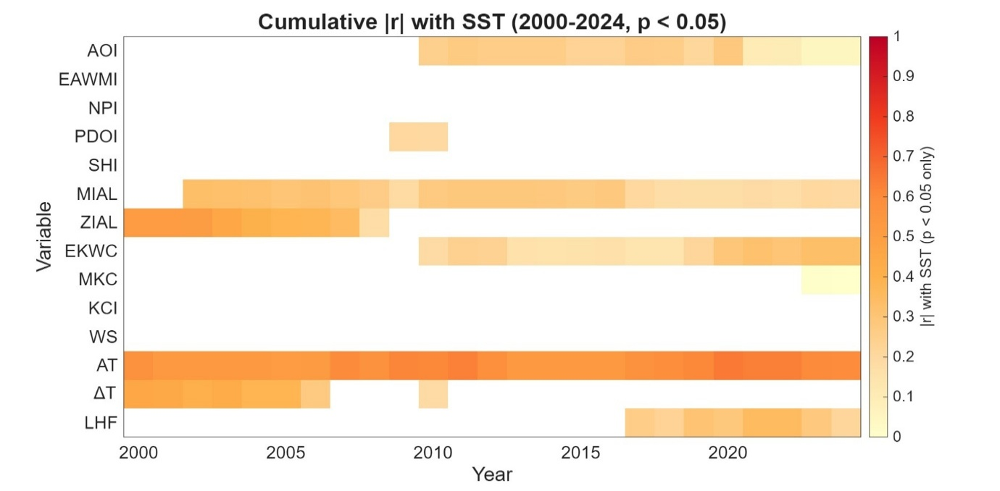 Cumulative |r| with SST (2000-2024, p < 0.05)
Variable
AOI
EAWMI
NPI
PDOI
SHI
MIAL
ZIAL
EKWC
MKC
KCI
WS
AT
ΔT
LHF
2000 2005 2010 2015 2020
Year
1
0.9
0.8
0.7
0.6
0.5
0.4
0.3
0.2
0.1
0
|r| with SST (p < 0.05 only)